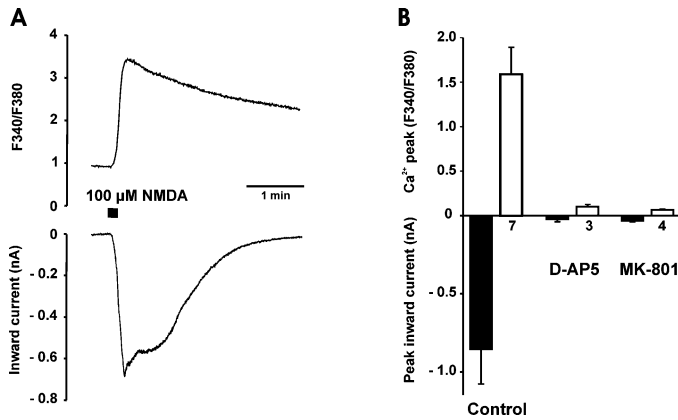 A
F340/F380
4
3
2
1
0
100 µM NMDA
1 min
Inward current (nA)
0
- 0.2
- 0.4
- 0.6
- 0.8
B
Ca²⁺ peak (F340/F380)
2.0
1.5
1.0
0.5
0
7
3
4
D-AP5
MK-801
Peak inward current (nA)
- 0.5
- 1.0
Control